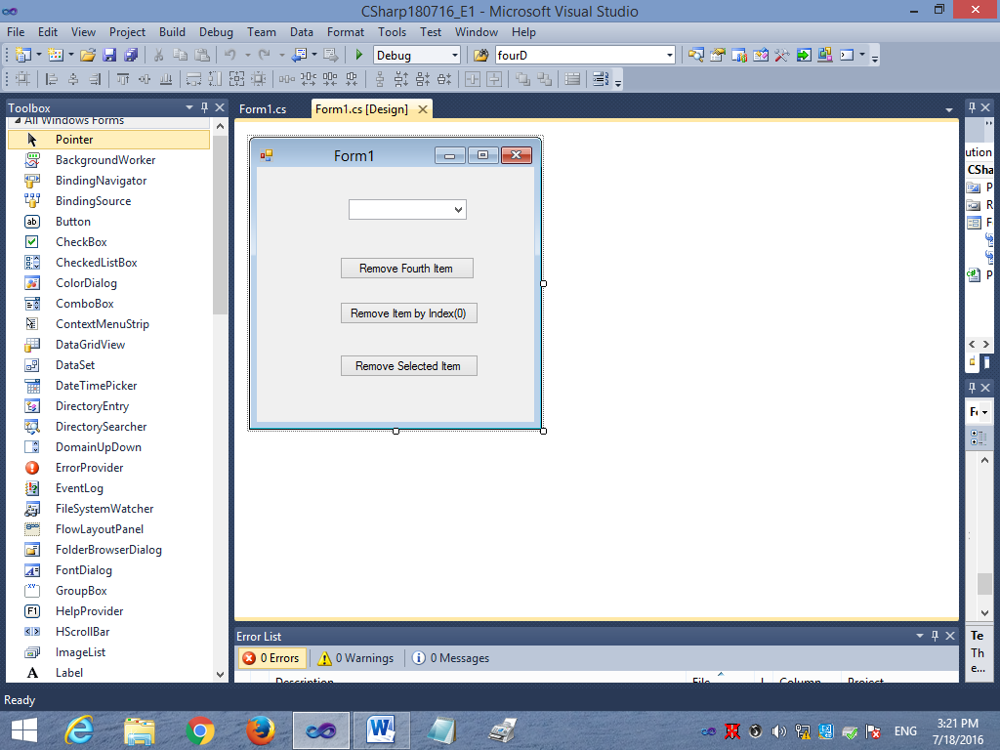 CSharp180716_E1 - Microsoft Visual Studio
File Edit View Project Build Debug Team Data Format Tools Test Window Help
Debug fourD
Toolbox
All Windows Forms
Pointer
BackgroundWorker
BindingNavigator
BindingSource
Button
CheckBox
CheckedListBox
ColorDialog
ComboBox
ContextMenuStrip
DataGridView
DataSet
DateTimePicker
DirectoryEntry
DirectorySearcher
DomainUpDown
ErrorProvider
EventLog
FileSystemWatcher
FlowLayoutPanel
FolderBrowserDialog
FontDialog
GroupBox
HelpProvider
HScrollBar
ImageList
Label
Form1.cs Form1.cs [Design]
Form1
Remove Fourth Item
Remove Item by Index(0)
Remove Selected Item
ution
CSha
P
R
F
P
Te
Th
e...
Error List
0 Errors 0 Warnings 0 Messages
Description File Column Project
Ready
ENG
3:21 PM
7/18/2016